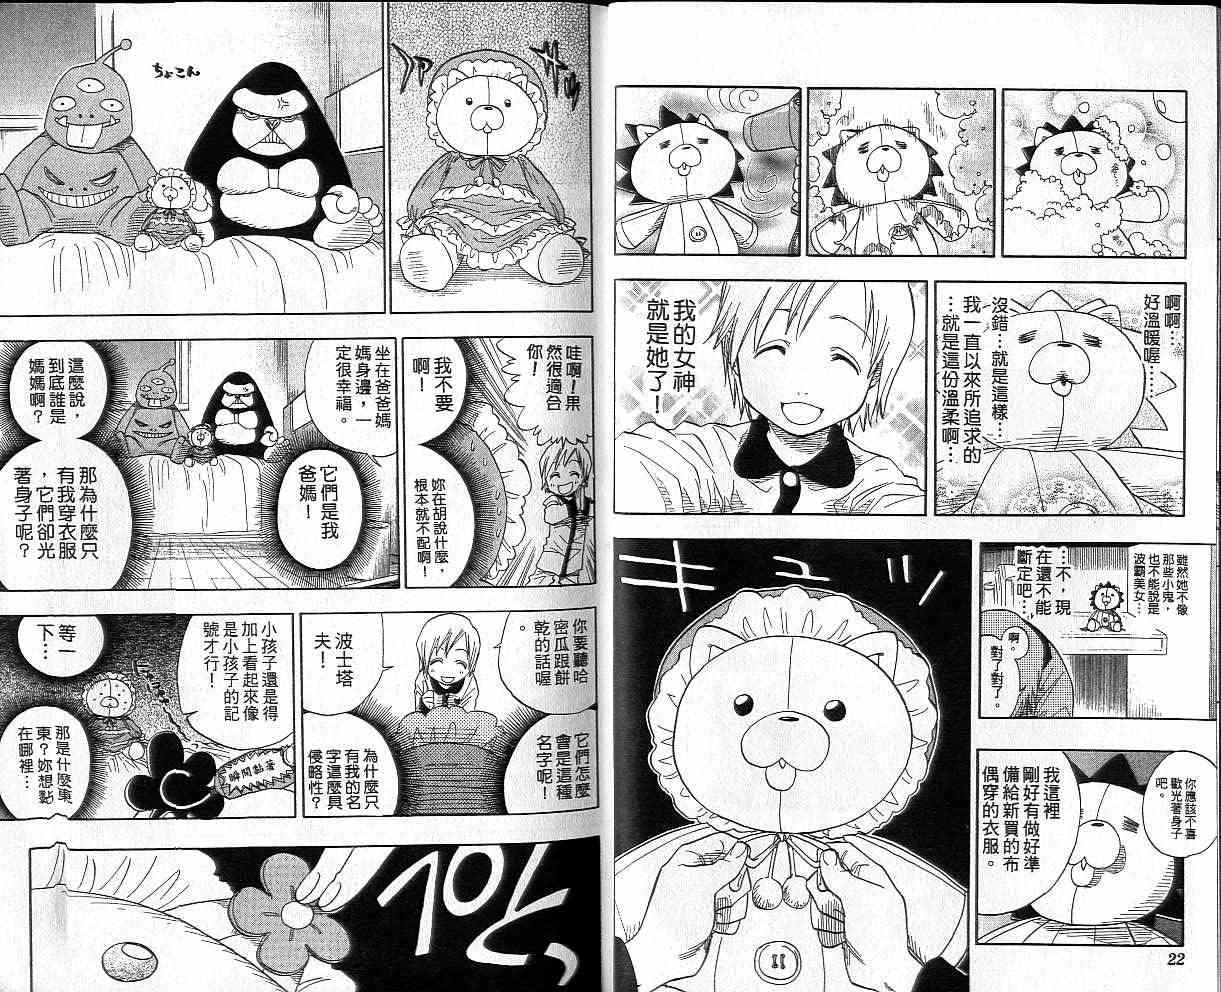 啊啊…
好溫暖喔……
沒錯…就是這樣…
我一直以來所追求的
…就是這份溫柔啊…
我的女神
就是她了！
雖然她不像
那些小鬼，
也不能說是
波霸美女…
…不，現
在還不能
斷定吧…
啊。
對了對了。
你應該不喜
歡光著身子
吧。
我這裡
剛好有做好準
備給新買的布
偶穿的衣服。
22
ちょこん
哇啊！果
然很適合
你！
我不要
啊！
妳在胡說什麼，
根本就不配啊！
坐在爸爸媽
媽身邊，一
定很幸福。
它們是我
爸媽！
這麼說，
到底誰是
媽媽啊？
那為什麼只
有我穿衣服
，它們卻光
著身子呢？
你要聽哈
密瓜跟餅
乾的話喔
。
它們怎麼
會是這種
名字呢！
波士塔
夫！
為什麼只
有我的名
字這麼具
侵略性？
小孩子還是得
加上看起來像
是小孩子的記
號才行！
瞬間黏著
等一
下…
那是什麼東
東？妳想黏
在哪裡…